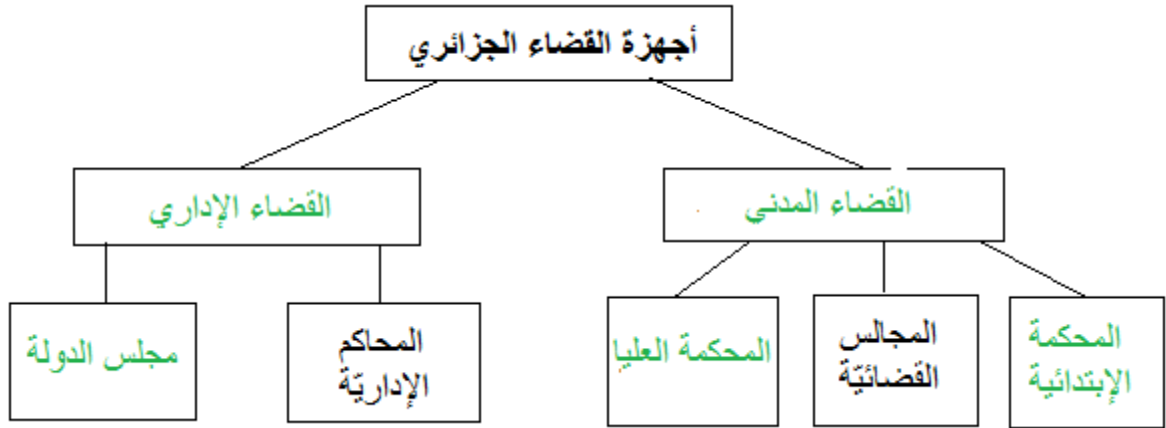 أجهزة القضاء الجزائري
القضاء المدني
القضاء الإداري
المحكمة
الإبتدائية
المجالس
القضائيّة
المحكمة العليا
المحاكم
الإداريّة
مجلس الدولة